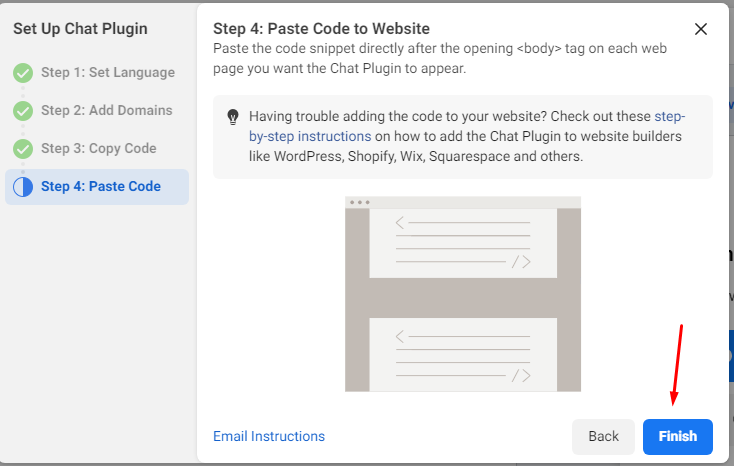 Set Up Chat Plugin
Step 1: Set Language
Step 2: Add Domains
Step 3: Copy Code
Step 4: Paste Code
Step 4: Paste Code to Website
Paste the code snippet directly after the opening <body> tag on each web
page you want the Chat Plugin to appear.
Having trouble adding the code to your website? Check out these step-
by-step instructions on how to add the Chat Plugin to website builders
like WordPress, Shopify, Wix, Squarespace and others.
Email Instructions
Back
Finish